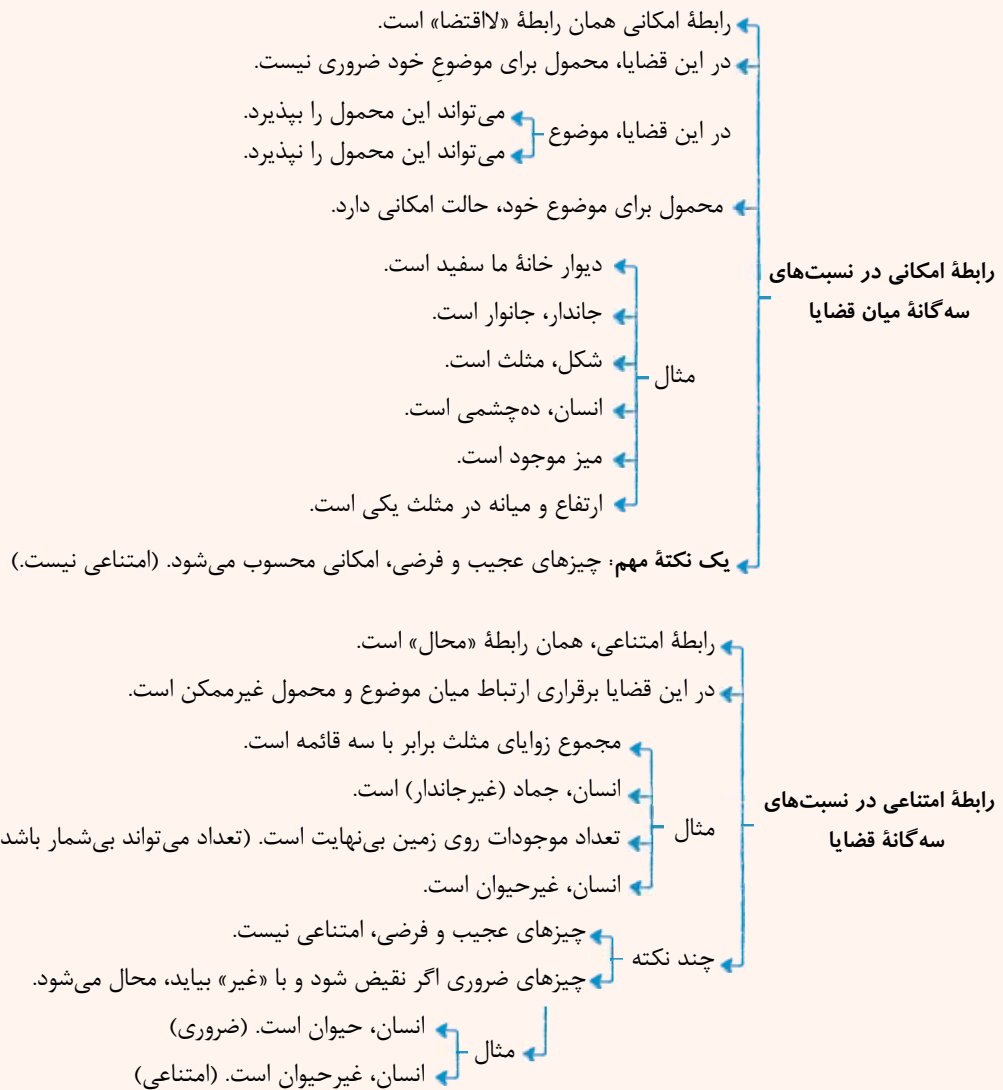 رابطهٔ امکانی در نسبت‌های
سه‌گانهٔ میان قضایا
رابطهٔ امکانی همان رابطهٔ «لااقتضا» است.
در این قضایا، محمول برای موضوعِ خود ضروری نیست.
در این قضایا، موضوع
می‌تواند این محمول را بپذیرد.
می‌تواند این محمول را نپذیرد.
محمول برای موضوع خود، حالت امکانی دارد.
مثال
دیوار خانهٔ ما سفید است.
جاندار، جانوار است.
شکل، مثلث است.
انسان، ده‌چشمی است.
میز موجود است.
ارتفاع و میانه در مثلث یکی است.
یک نکتهٔ مهم: چیزهای عجیب و فرضی، امکانی محسوب می‌شود. (امتناعی نیست.)
رابطهٔ امتناعی در نسبت‌های
سه‌گانهٔ قضایا
رابطهٔ امتناعی، همان رابطهٔ «محال» است.
در این قضایا برقراری ارتباط میان موضوع و محمول غیرممکن است.
مثال
مجموع زوایای مثلث برابر با سه قائمه است.
انسان، جماد (غیرجاندار) است.
تعداد موجودات روی زمین بی‌نهایت است. (تعداد می‌تواند بی‌شمار باشد
انسان، غیرحیوان است.
چند نکته
چیزهای عجیب و فرضی، امتناعی نیست.
چیزهای ضروری اگر نقیض شود و با «غیر» بیاید، محال می‌شود.
مثال
انسان، حیوان است. (ضروری)
انسان، غیرحیوان است. (امتناعی)